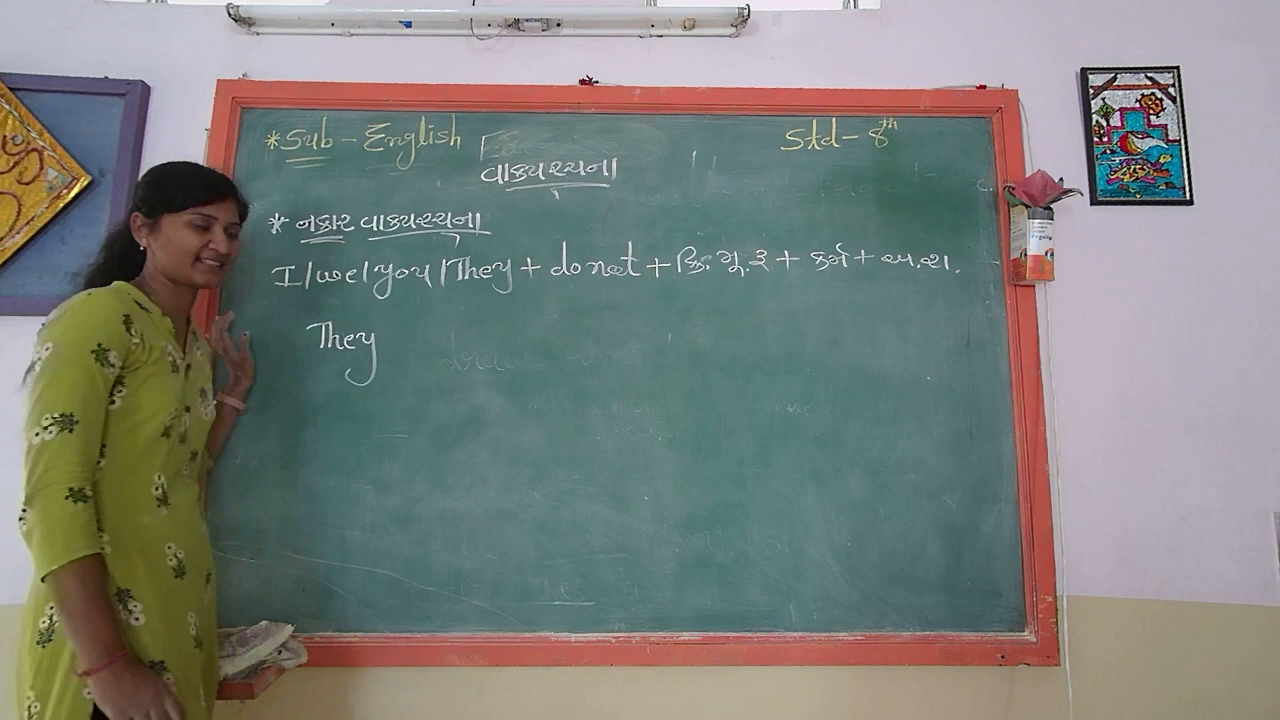 * Sub - English
Std - 8th
વાક્યરચના
* નકાર વાક્યરચના
I/we/you/They + do not + ક્રિ. મૂ. રૂ + કર્મ + અ.વા.
They